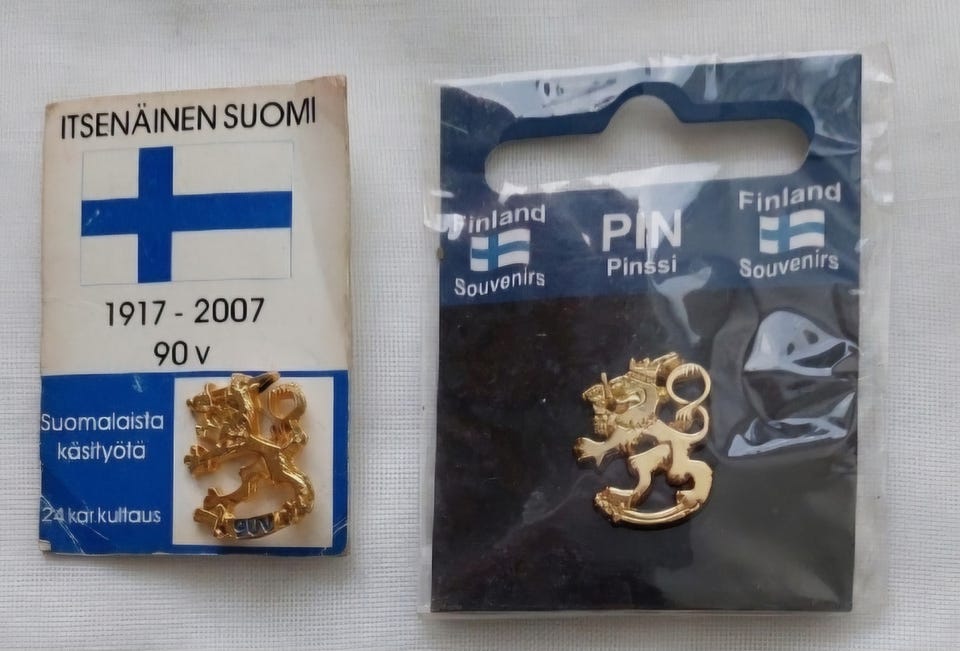 ITSENÄINEN SUOMI
1917 - 2007
90 v
Suomalaista
käsityötä
24 kar.kultaus
90V
Finland
Souvenirs
PIN
Pinssi
Finland
Souvenirs